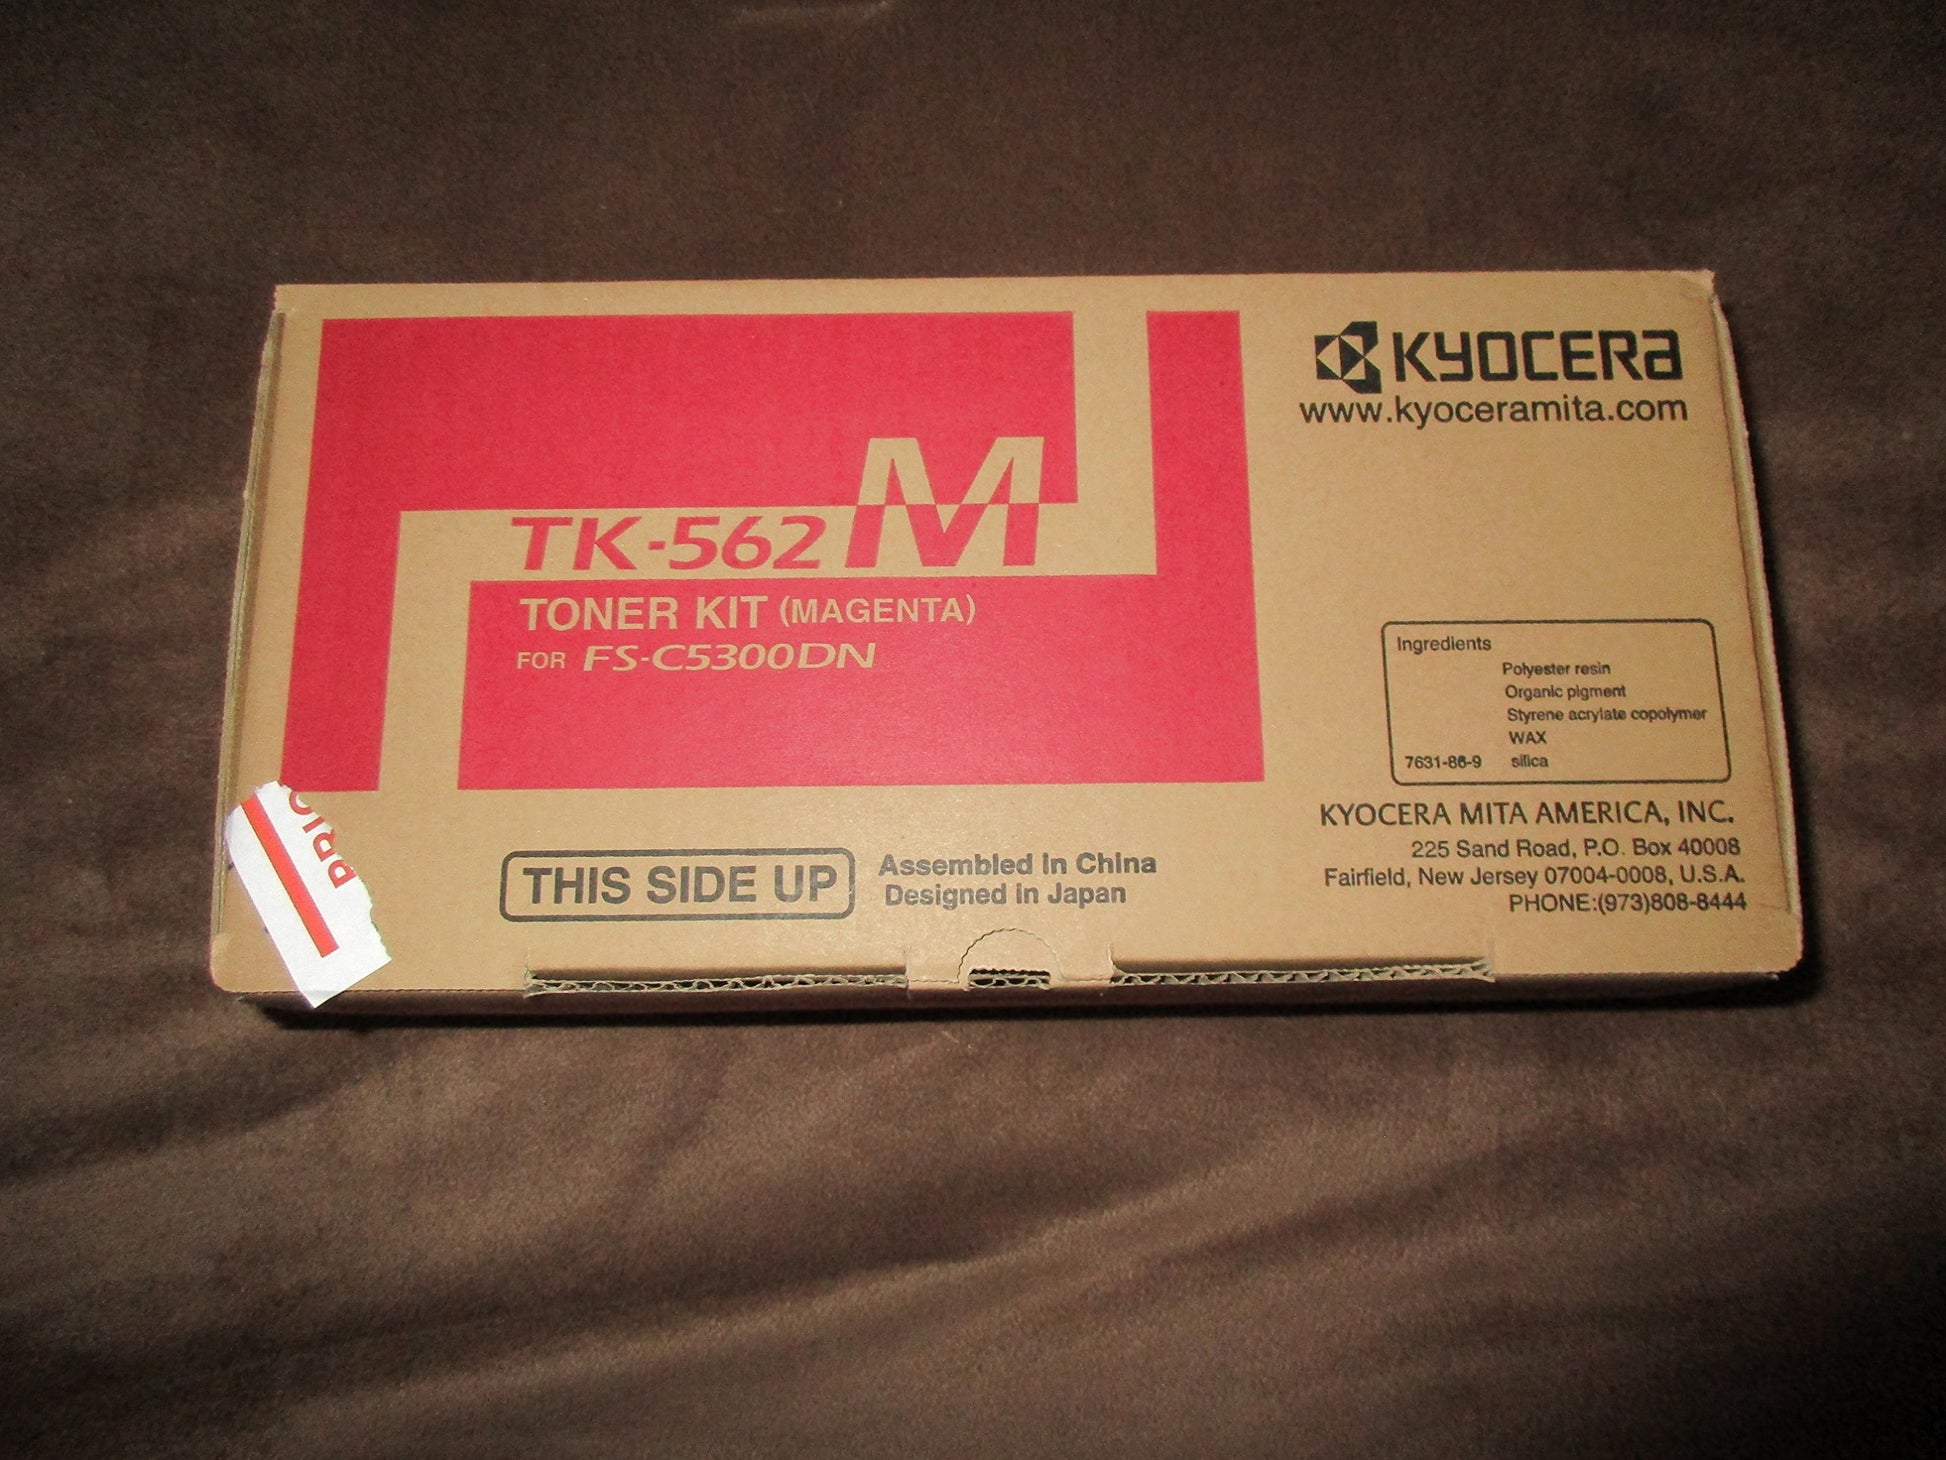 KYOCERA
www.kyoceramita.com
TK-562M
TONER KIT (MAGENTA)
FOR FS-C5300DN
Ingredients
Polyester resin
Organic pigment
Styrene acrylate copolymer
WAX
7631-86-9 silica
KYOCERA MITA AMERICA, INC.
225 Sand Road, P.O. Box 40008
Fairfield, New Jersey 07004-0008, U.S.A.
PHONE:(973)808-8444
THIS SIDE UP
Assembled in China
Designed in Japan
PRIO